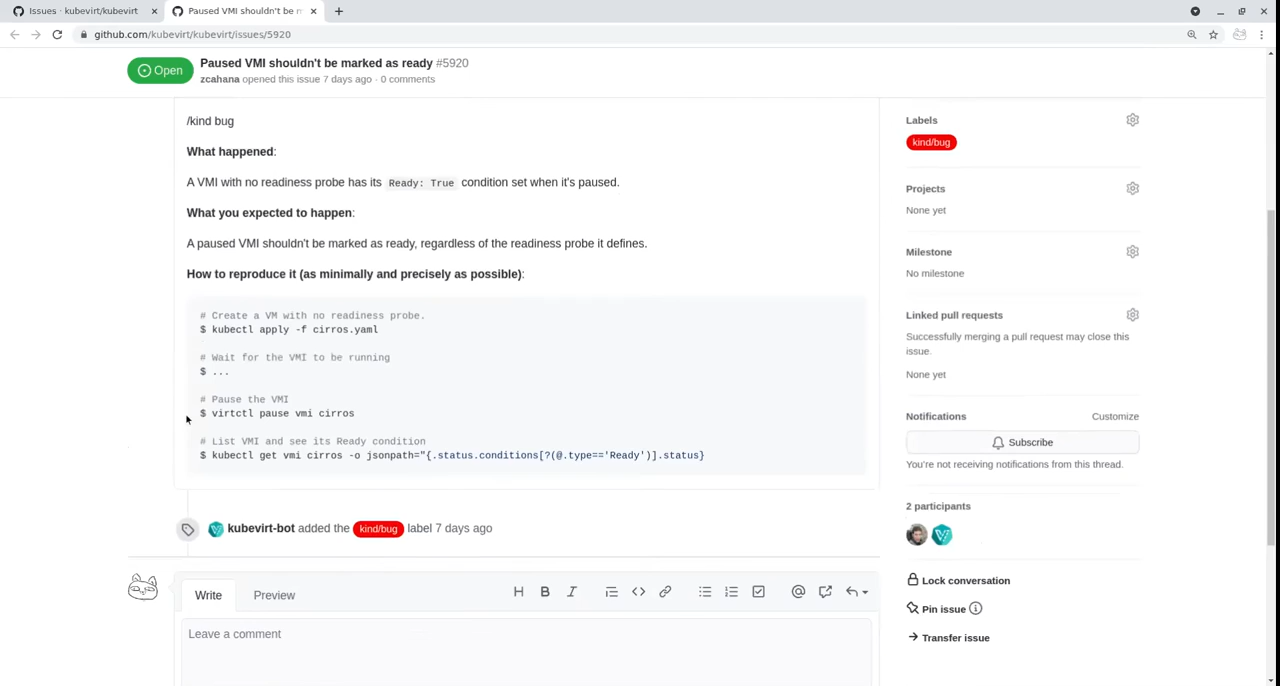 Issues · kubevirt/kubevirt
Paused VMI shouldn't be m
github.com/kubevirt/kubevirt/issues/5920
Open
Paused VMI shouldn't be marked as ready #5920
zcahana opened this issue 7 days ago · 0 comments
/kind bug
What happened:
A VMI with no readiness probe has its Ready: True condition set when it's paused.
What you expected to happen:
A paused VMI shouldn't be marked as ready, regardless of the readiness probe it defines.
How to reproduce it (as minimally and precisely as possible):
# Create a VM with no readiness probe.
$ kubectl apply -f cirros.yaml
# Wait for the VMI to be running
$ ...
# Pause the VMI
$ virtctl pause vmi cirros
# List VMI and see its Ready condition
$ kubectl get vmi cirros -o jsonpath="{.status.conditions[?(@.type=='Ready')].status}
kubevirt-bot added the kind/bug label 7 days ago
Write
Preview
Leave a comment
Labels
kind/bug
Projects
None yet
Milestone
No milestone
Linked pull requests
Successfully merging a pull request may close this
issue.
None yet
Notifications
Customize
Subscribe
You're not receiving notifications from this thread.
2 participants
Lock conversation
Pin issue
Transfer issue